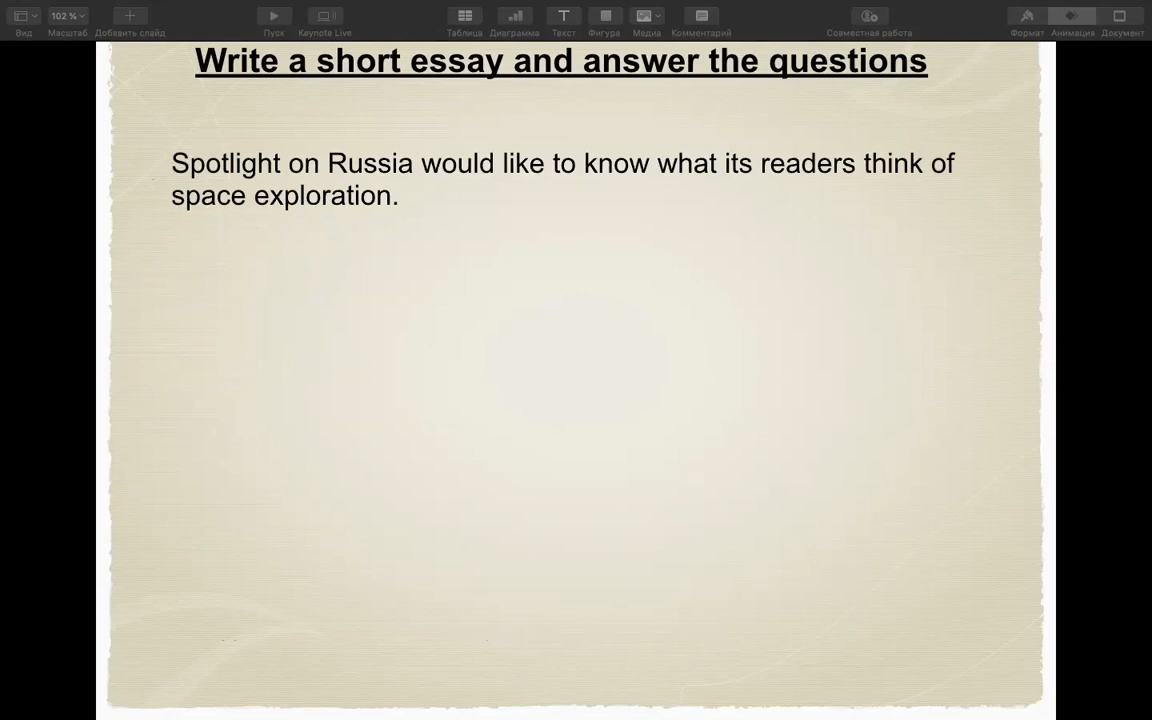 102 %
Вид Масштаб Добавить слайд Пуск Keynote Live Таблица Диаграмма Текст Фигура Медиа Комментарий Совместная работа Формат Анимация Документ
Write a short essay and answer the questions
Spotlight on Russia would like to know what its readers think of
space exploration.